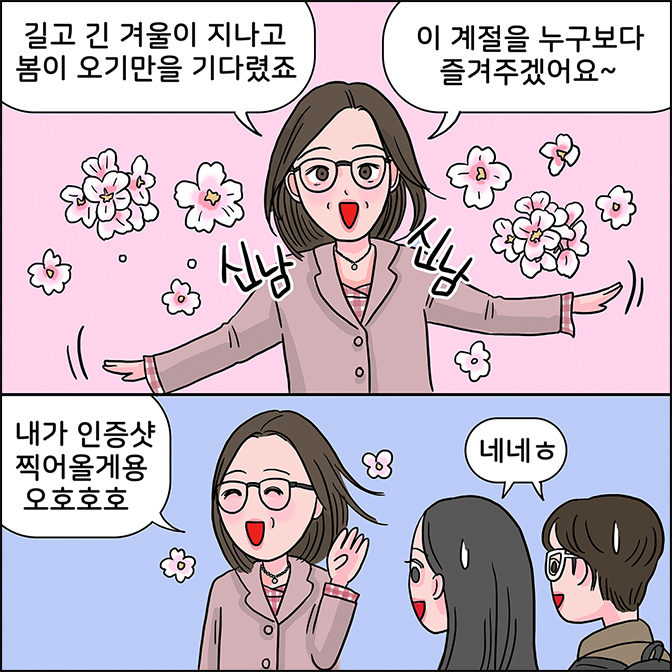 길고 긴 겨울이 지나고
봄이 오기만을 기다렸죠
이 계절을 누구보다
즐겨주겠어요~
신남
신남
내가 인증샷
찍어올게용
오호호호
네네ㅎ